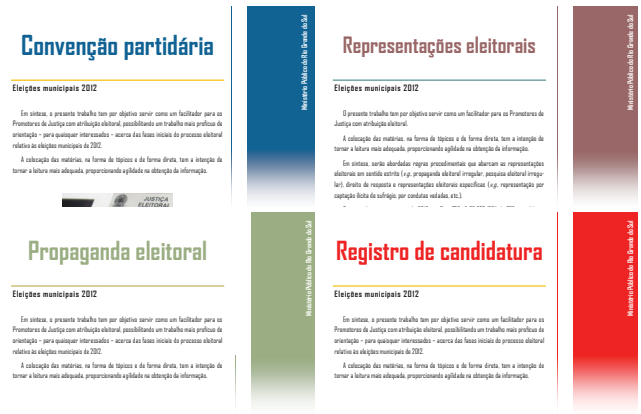 Convenção partidária
Eleições municipais 2012
Em síntese, o presente trabalho tem por objetivo servir como um facilitador para os
Promotores de Justiça com atribuição eleitoral, possibilitando um trabalho mais profícuo de
orientação – para quaisquer interessados – acerca das fases iniciais do processo eleitoral
relativo às eleições municipais de 2012.
A colocação das matérias, na forma de tópicos e de forma direta, tem a intenção de
tornar a leitura mais adequada, proporcionando agilidade na obtenção da informação.
JUSTIÇA
ELEITORAL
Ministério Público do Rio Grande do Sul
Representações eleitorais
Eleições municipais 2012
O presente trabalho tem por objetivo servir como um facilitador para os Promotores de
Justiça com atribuição eleitoral.
A colocação das matérias, na forma de tópicos e de forma direta, tem a intenção de
tornar a leitura mais adequada, proporcionando agilidade na obtenção da informação.
Em síntese, serão abordadas regras procedimentais que abarcam as representações
eleitorais em sentido estrito (v.g., propaganda eleitoral irregular, pesquisa eleitoral irregu-
lar), direito de resposta e representações eleitorais específicas (v.g., representação por
captação ilícita de sufrágio, por condutas vedadas, etc.).
Ministério Público do Rio Grande do Sul
Propaganda eleitoral
Eleições municipais 2012
Em síntese, o presente trabalho tem por objetivo servir como um facilitador para os
Promotores de Justiça com atribuição eleitoral, possibilitando um trabalho mais profícuo de
orientação – para quaisquer interessados – acerca das fases iniciais do processo eleitoral
relativo às eleições municipais de 2012.
A colocação das matérias, na forma de tópicos e de forma direta, tem a intenção de
tornar a leitura mais adequada, proporcionando agilidade na obtenção da informação.
Ministério Público do Rio Grande do Sul
Registro de candidatura
Eleições municipais 2012
Em síntese, o presente trabalho tem por objetivo servir como um facilitador para os
Promotores de Justiça com atribuição eleitoral, possibilitando um trabalho mais profícuo de
orientação – para quaisquer interessados – acerca das fases iniciais do processo eleitoral
relativo às eleições municipais de 2012.
A colocação das matérias, na forma de tópicos e de forma direta, tem a intenção de
tornar a leitura mais adequada, proporcionando agilidade na obtenção da informação.
Ministério Público do Rio Grande do Sul